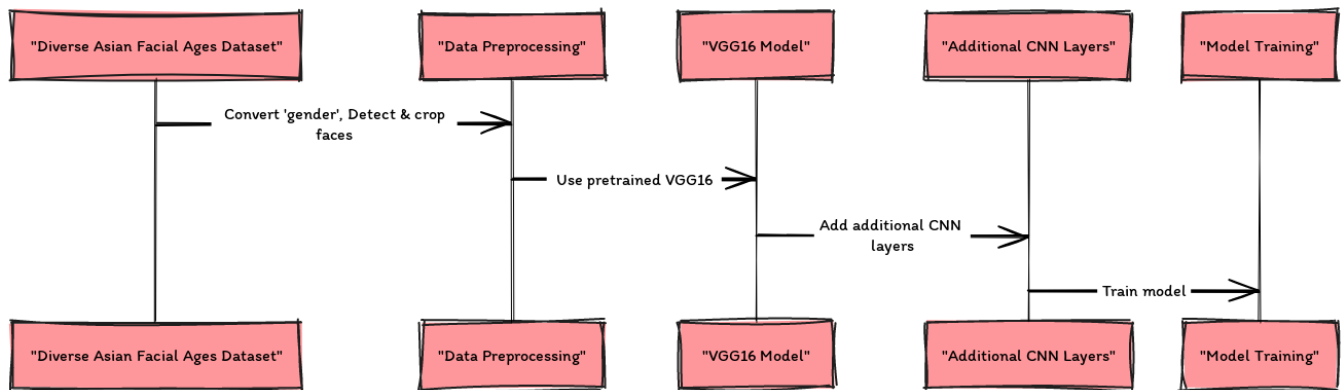 "Diverse Asian Facial Ages Dataset"
"Data Preprocessing"
"VGG16 Model"
"Additional CNN Layers"
"Model Training"
Convert 'gender', Detect & crop
faces
Use pretrained VGG16
Add additional CNN
layers
Train model
"Diverse Asian Facial Ages Dataset"
"Data Preprocessing"
"VGG16 Model"
"Additional CNN Layers"
"Model Training"